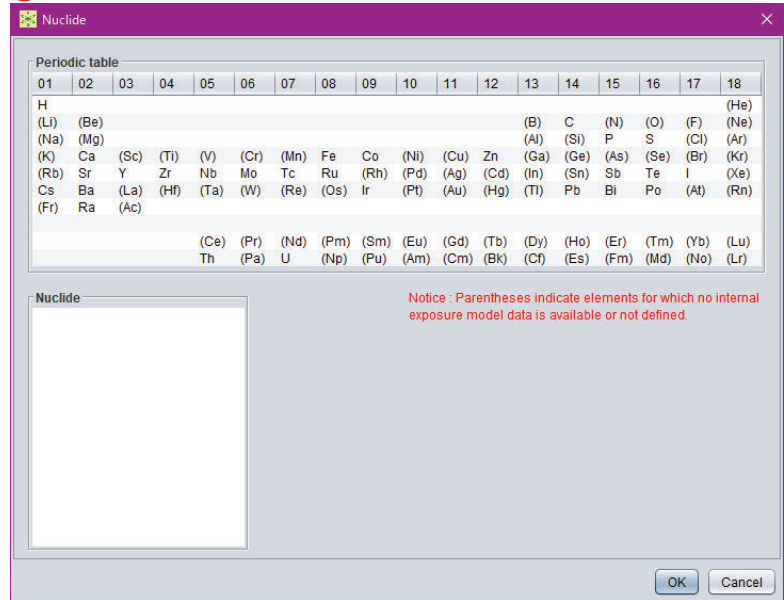 Nuclide
Periodic table
01 02 03 04 05 06 07 08 09 10 11 12 13 14 15 16 17 18
H (He)
(Li) (Be) (B) C (N) (O) (F) (Ne)
(Na) (Mg) (Al) (Si) P S (Cl) (Ar)
(K) Ca (Sc) (Ti) (V) (Cr) (Mn) Fe Co (Ni) (Cu) Zn (Ga) (Ge) (As) (Se) (Br) (Kr)
(Rb) Sr Y Zr Nb Mo Tc Ru (Rh) (Pd) (Ag) (Cd) (In) (Sn) Sb Te I (Xe)
Cs Ba (La) (Hf) (Ta) (W) (Re) (Os) Ir (Pt) (Au) (Hg) (Tl) Pb Bi Po (At) (Rn)
(Fr) Ra (Ac)
(Ce) (Pr) (Nd) (Pm) (Sm) (Eu) (Gd) (Tb) (Dy) (Ho) (Er) (Tm) (Yb) (Lu)
Th (Pa) U (Np) (Pu) (Am) (Cm) (Bk) (Cf) (Es) (Fm) (Md) (No) (Lr)
Nuclide
Notice : Parentheses indicate elements for which no internal
exposure model data is available or not defined.
OK Cancel